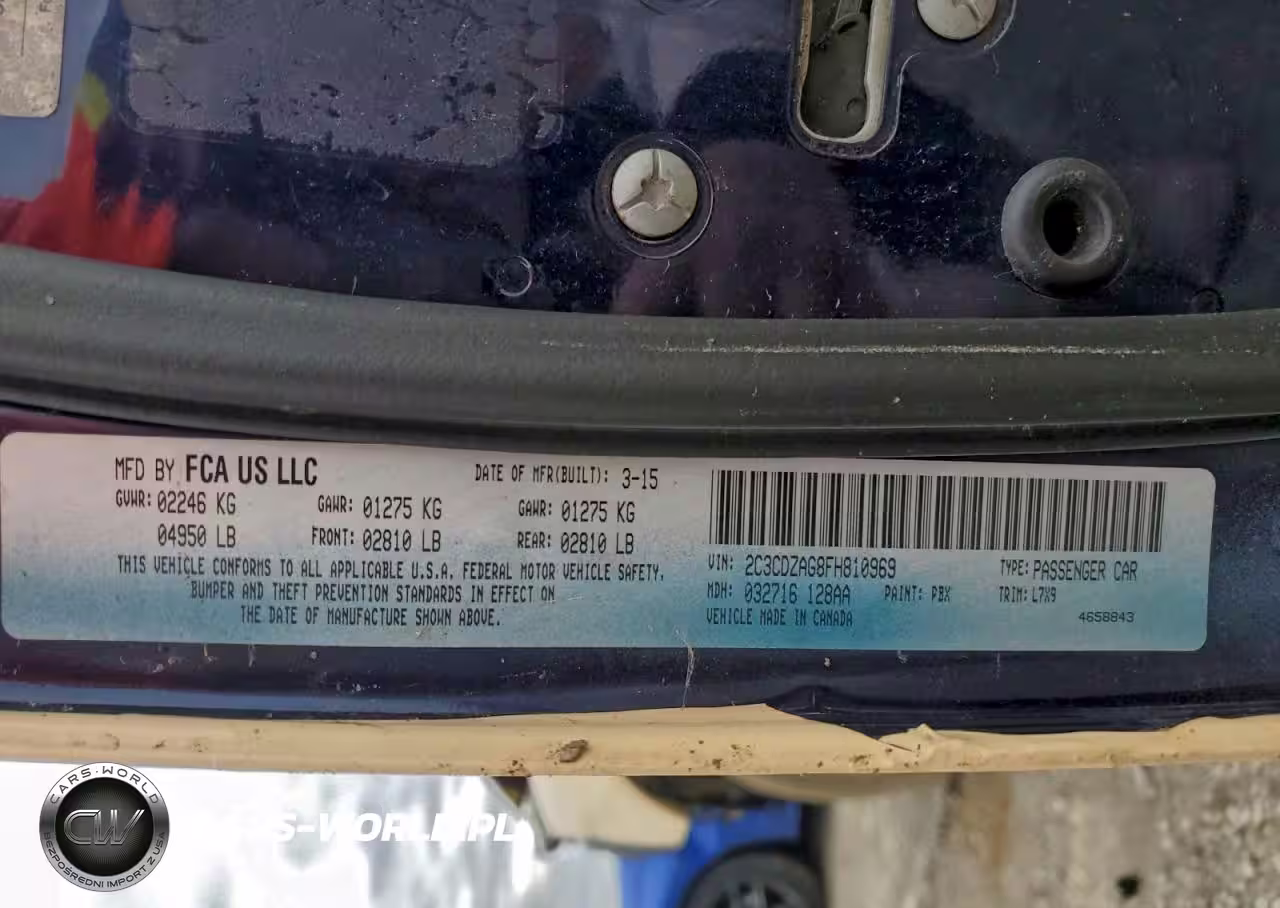 MFD BY FCA US LLC
DATE OF MFR(BUILT): 3-15
GVWR: 02246 KG GAWR: 01275 KG GAWR: 01275 KG
04950 LB FRONT: 02810 LB REAR: 02810 LB
THIS VEHICLE CONFORMS TO ALL APPLICABLE U.S.A. FEDERAL MOTOR VEHICLE SAFETY,
BUMPER AND THEFT PREVENTION STANDARDS IN EFFECT ON
THE DATE OF MANUFACTURE SHOWN ABOVE.
VIN: 2C3CDZAG8FH810969 TYPE: PASSENGER CAR
MDH: 032716 128AA PAINT: PBX TRIM: L7X9
VEHICLE MADE IN CANADA 4658843
CARS-WORLD
CW
BEZPOŚREDNI IMPORT Z USA
S-WORLD.PL